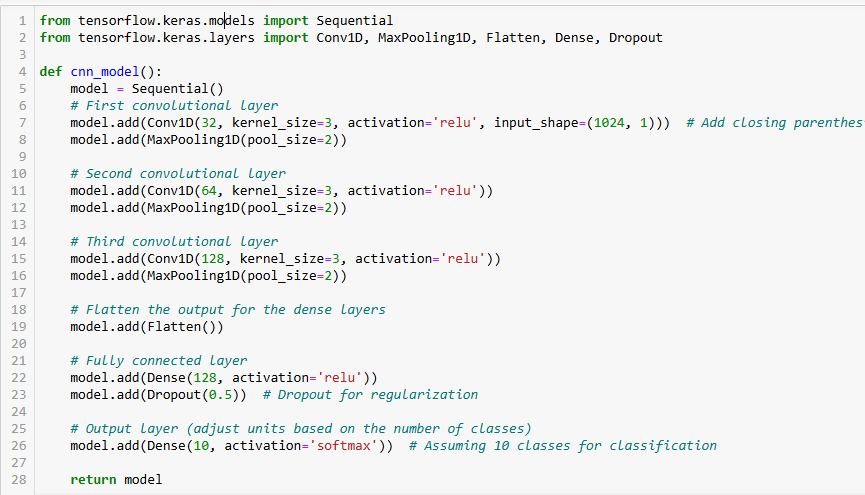 1 from tensorflow.keras.models import Sequential
2 from tensorflow.keras.layers import Conv1D, MaxPooling1D, Flatten, Dense, Dropout
3
4 def cnn_model():
5     model = Sequential()
6     # First convolutional layer
7     model.add(Conv1D(32, kernel_size=3, activation='relu', input_shape=(1024, 1)))  # Add closing parenthes
8     model.add(MaxPooling1D(pool_size=2))
9
10     # Second convolutional layer
11     model.add(Conv1D(64, kernel_size=3, activation='relu'))
12     model.add(MaxPooling1D(pool_size=2))
13
14     # Third convolutional layer
15     model.add(Conv1D(128, kernel_size=3, activation='relu'))
16     model.add(MaxPooling1D(pool_size=2))
17
18     # Flatten the output for the dense layers
19     model.add(Flatten())
20
21     # Fully connected layer
22     model.add(Dense(128, activation='relu'))
23     model.add(Dropout(0.5))  # Dropout for regularization
24
25     # Output layer (adjust units based on the number of classes)
26     model.add(Dense(10, activation='softmax'))  # Assuming 10 classes for classification
27
28     return model